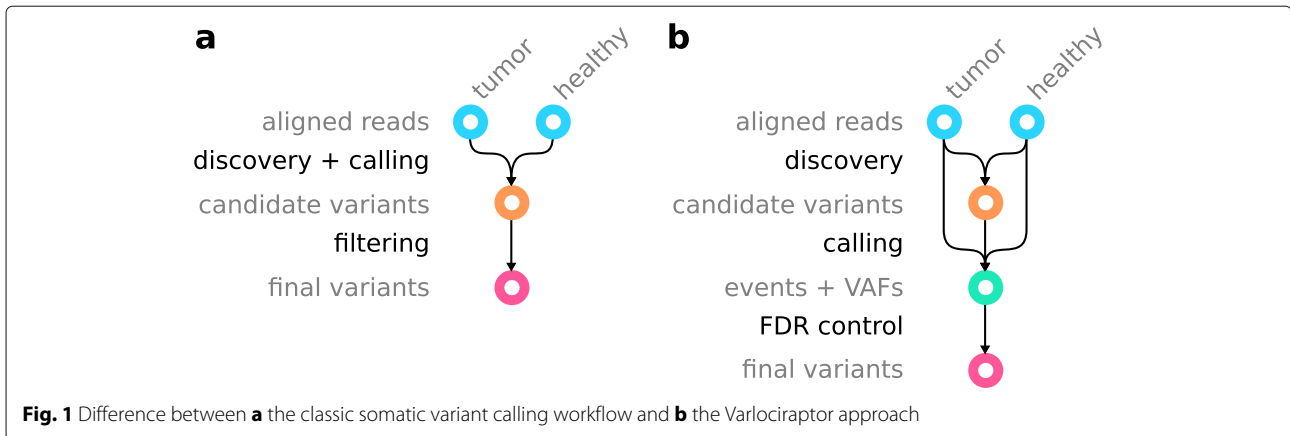 a
tumor
healthy
aligned reads
discovery + calling
candidate variants
filtering
final variants
b
tumor
healthy
aligned reads
discovery
candidate variants
calling
events + VAFs
FDR control
final variants
Fig. 1 Difference between a the classic somatic variant calling workflow and b the Varlociraptor approach